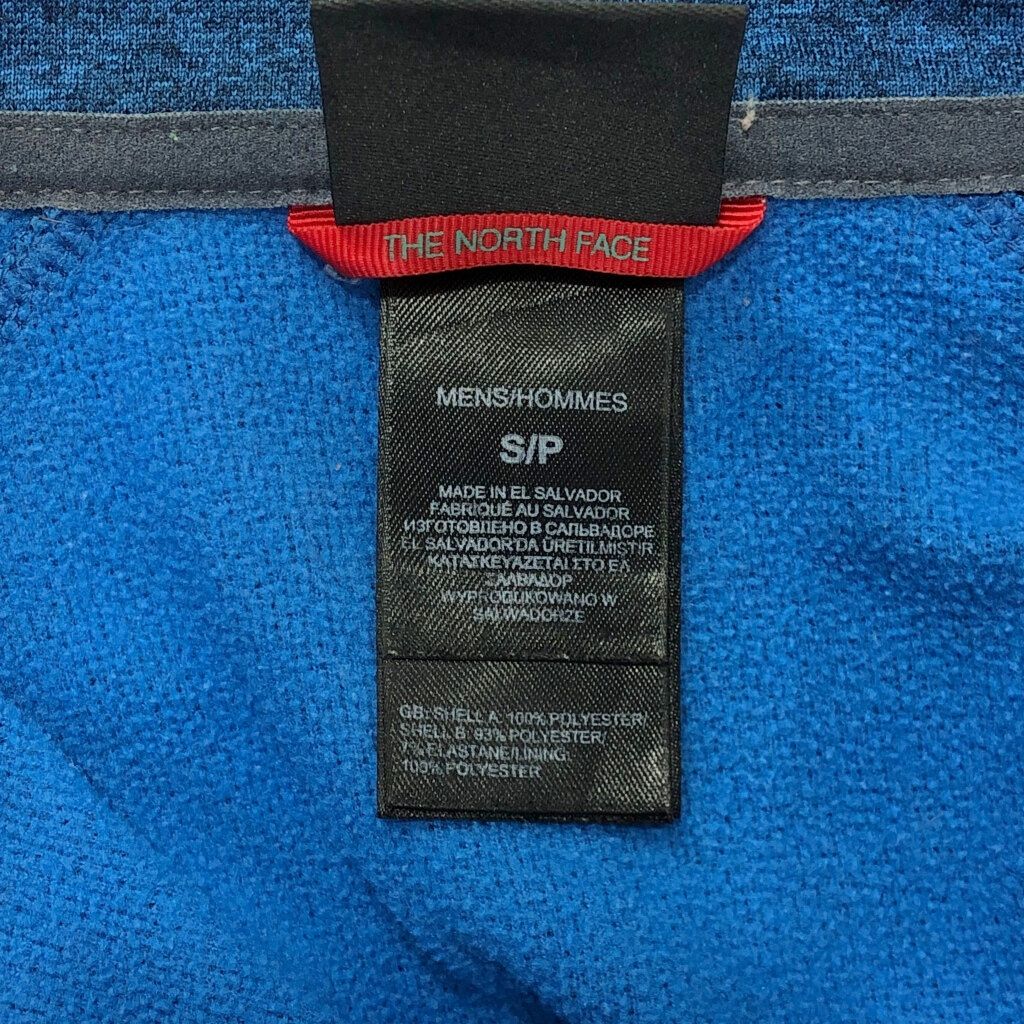 THE NORTH FACE
MENS/HOMMES
S/P
MADE IN EL SALVADOR
FABRIQUÉ AU SALVADOR
ИЗГОТОВЛЕНО В САЛЬВАДОРЕ
EL SALVADOR'DA ÜRETILMISTIR
ΚΑΤΑΣΚΕΥΑΖΕΤΑΙ ΣΤΟ ΕΛ
ΣΑΛΒΑΔΟΡ
WYPRODUKOWANO W
SALWADORZE
GB: SHELL A: 100% POLYESTER/
SHELL B: 93% POLYESTER/
7% ELASTANE/LINING:
100% POLYESTER